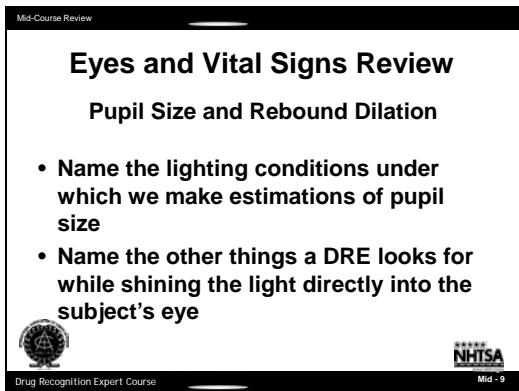 Mid-Course Review
Eyes and Vital Signs Review
Pupil Size and Rebound Dilation
• Name the lighting conditions under
which we make estimations of pupil
size
• Name the other things a DRE looks for
while shining the light directly into the
subject's eye
NHTSA
Drug Recognition Expert Course
Mid - 9